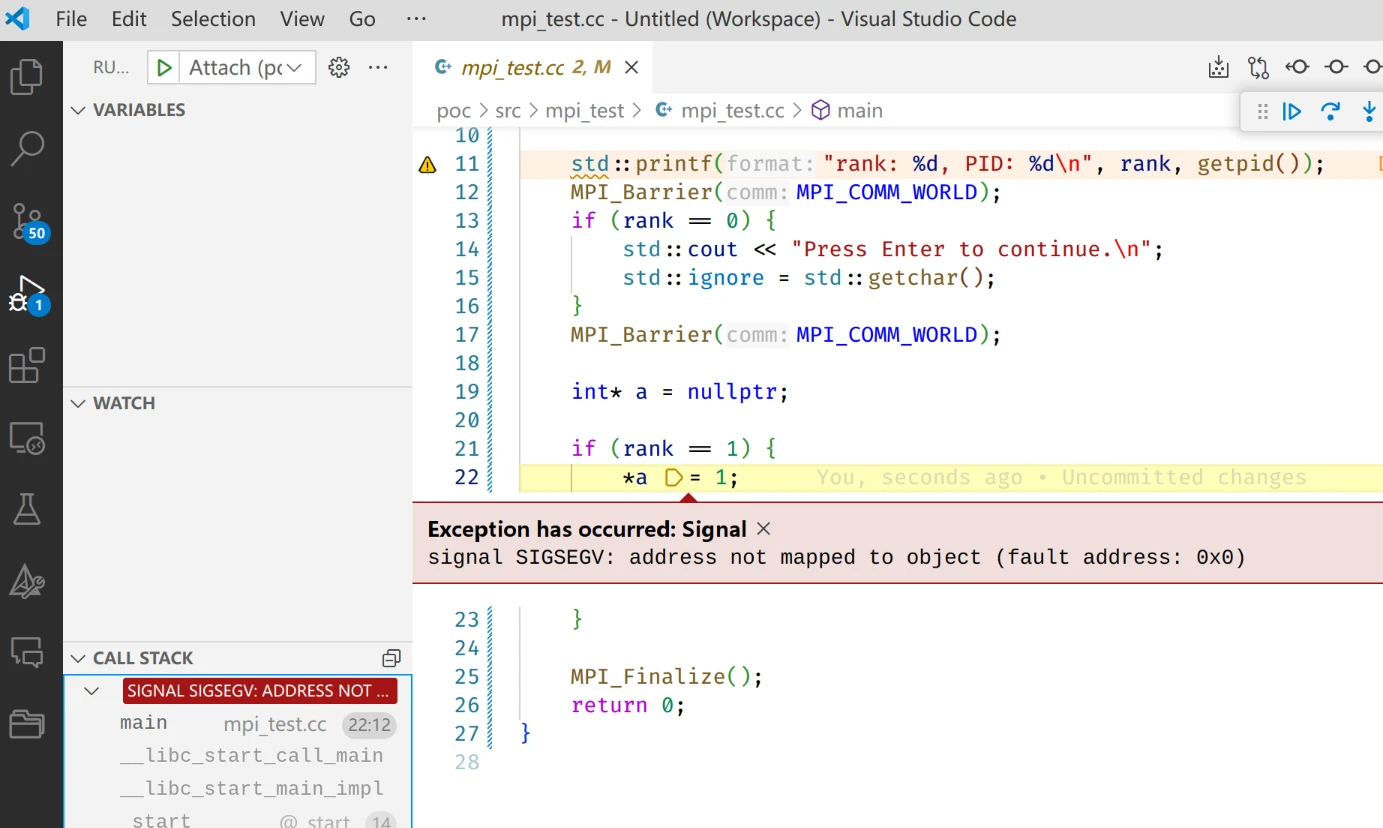 File Edit Selection View Go ··· mpi_test.cc - Untitled (Workspace) - Visual Studio Code
RU... Attach (pc ···
mpi_test.cc 2, M
VARIABLES
poc > src > mpi_test > mpi_test.cc > main
10
11 std::printf(format: "rank: %d, PID: %d\n", rank, getpid());
12 MPI_Barrier(comm: MPI_COMM_WORLD);
13 if (rank == 0) {
14 std::cout << "Press Enter to continue.\n";
15 std::ignore = std::getchar();
16 }
17 MPI_Barrier(comm: MPI_COMM_WORLD);
18
19 int* a = nullptr;
20
21 if (rank == 1) {
22 *a = 1; You, seconds ago • Uncommitted changes
Exception has occurred: Signal ×
signal SIGSEGV: address not mapped to object (fault address: 0x0)
23 }
24
25 MPI_Finalize();
26 return 0;
27 }
28
50
1
WATCH
CALL STACK
SIGNAL SIGSEGV: ADDRESS NOT ...
main mpi_test.cc 22:12
__libc_start_call_main
__libc_start_main_impl
_start @ start 14